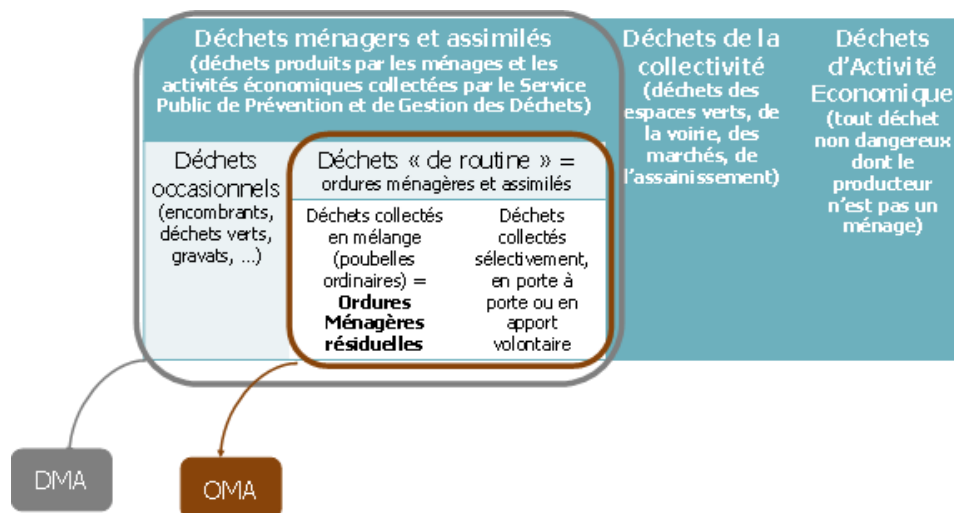 Déchets ménagers et assimilés
(déchets produits par les ménages et les
activités économiques collectées par le Service
Public de Prévention et de Gestion des Déchets)
Déchets de la
collectivité
(déchets des
espaces verts, de
la voirie, des
marchés, de
l'assainissement)
Déchets
d'Activité
Economique
(tout déchet
non dangereux
dont le
producteur
n'est pas un
ménage)
Déchets
occasionnels
(encombrants,
déchets verts,
gravats, ...)
Déchets « de routine » =
ordures ménagères et assimilés
Déchets collectés
en mélange
(poubelles
ordinaires) =
Ordures
Ménagères
résiduelles
Déchets
collectés
sélectivement,
en porte à
porte ou en
apport
volontaire
DMA
OMA